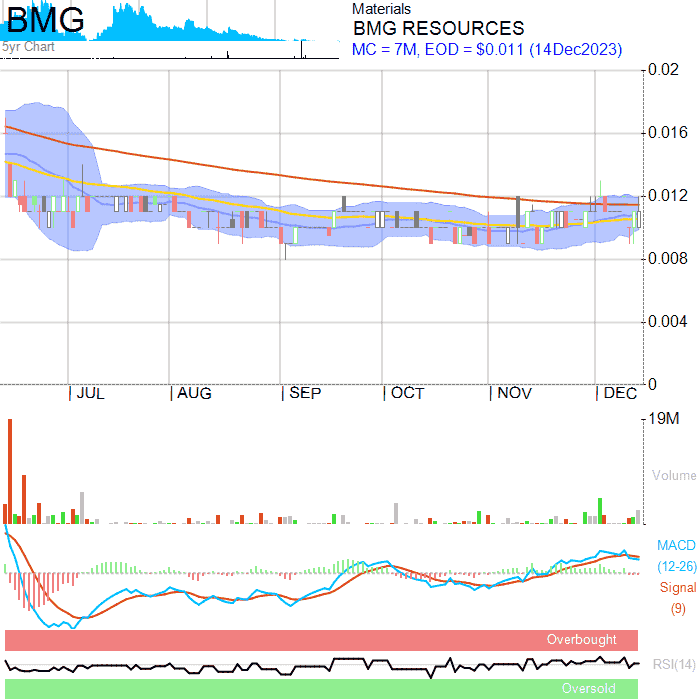 BMG
5yr Chart
Materials
BMG RESOURCES
MC = 7M, EOD = $0.011 (14Dec2023)
0.02
0.016
0.012
0.008
0.004
0
JUL AUG SEP OCT NOV DEC
19M
Volume
MACD
(12-26)
Signal
(9)
Overbought
RSI(14)
Oversold